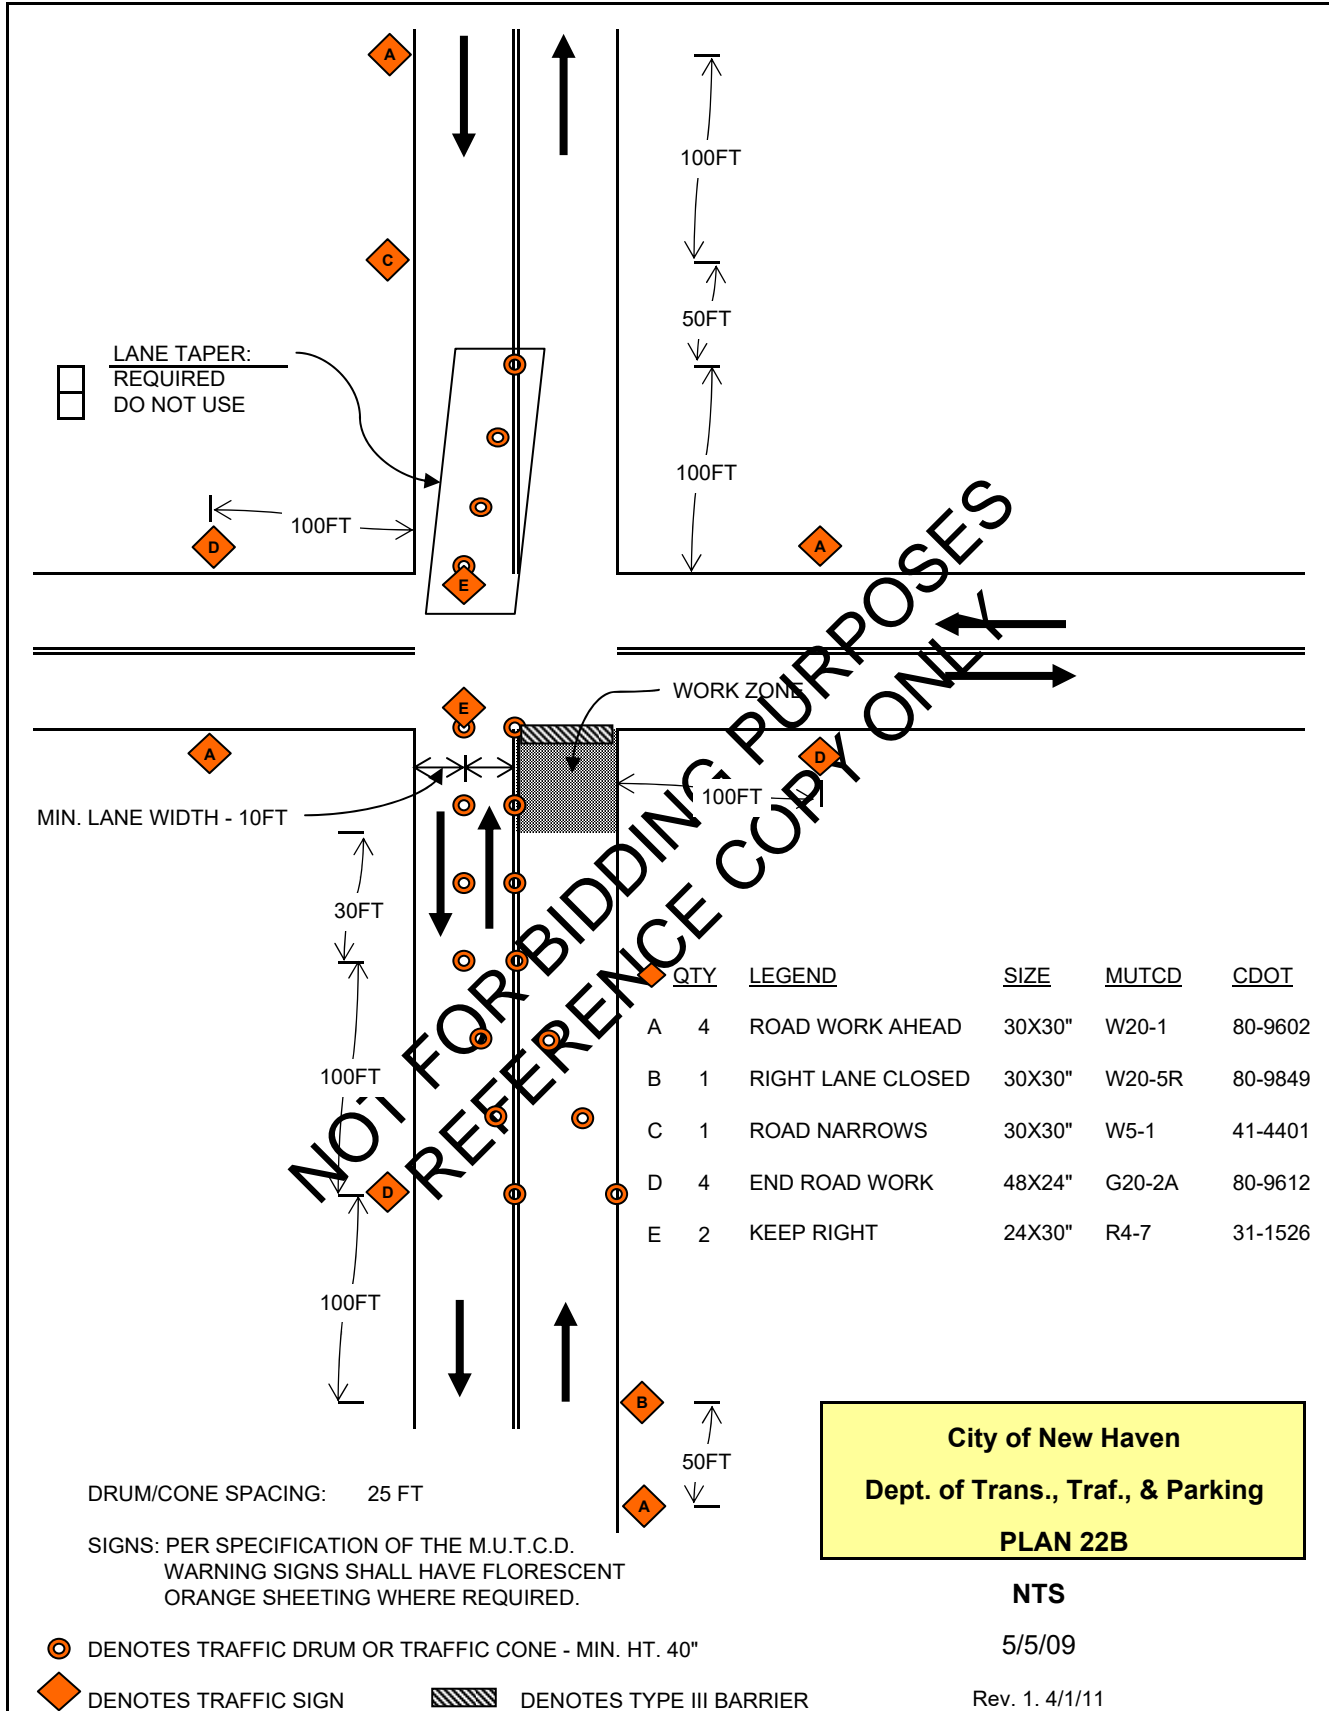 A
100FT
C
50FT
LANE TAPER:
REQUIRED
DO NOT USE
100FT
100FT
D
A
E
WORK ZONE
E
A
D
100FT
MIN. LANE WIDTH - 10FT
30FT
NOT FOR BIDDING PURPOSES
REFERENCE COPY ONLY
QTY LEGEND SIZE MUTCD CDOT
A 4 ROAD WORK AHEAD 30X30" W20-1 80-9602
B 1 RIGHT LANE CLOSED 30X30" W20-5R 80-9849
C 1 ROAD NARROWS 30X30" W5-1 41-4401
D 4 END ROAD WORK 48X24" G20-2A 80-9612
E 2 KEEP RIGHT 24X30" R4-7 31-1526
100FT
D
100FT
B
50FT
A
City of New Haven
Dept. of Trans., Traf., & Parking
PLAN 22B
NTS
5/5/09
Rev. 1. 4/1/11
DRUM/CONE SPACING: 25 FT
SIGNS: PER SPECIFICATION OF THE M.U.T.C.D.
WARNING SIGNS SHALL HAVE FLORESCENT
ORANGE SHEETING WHERE REQUIRED.
DENOTES TRAFFIC DRUM OR TRAFFIC CONE - MIN. HT. 40"
DENOTES TRAFFIC SIGN DENOTES TYPE III BARRIER